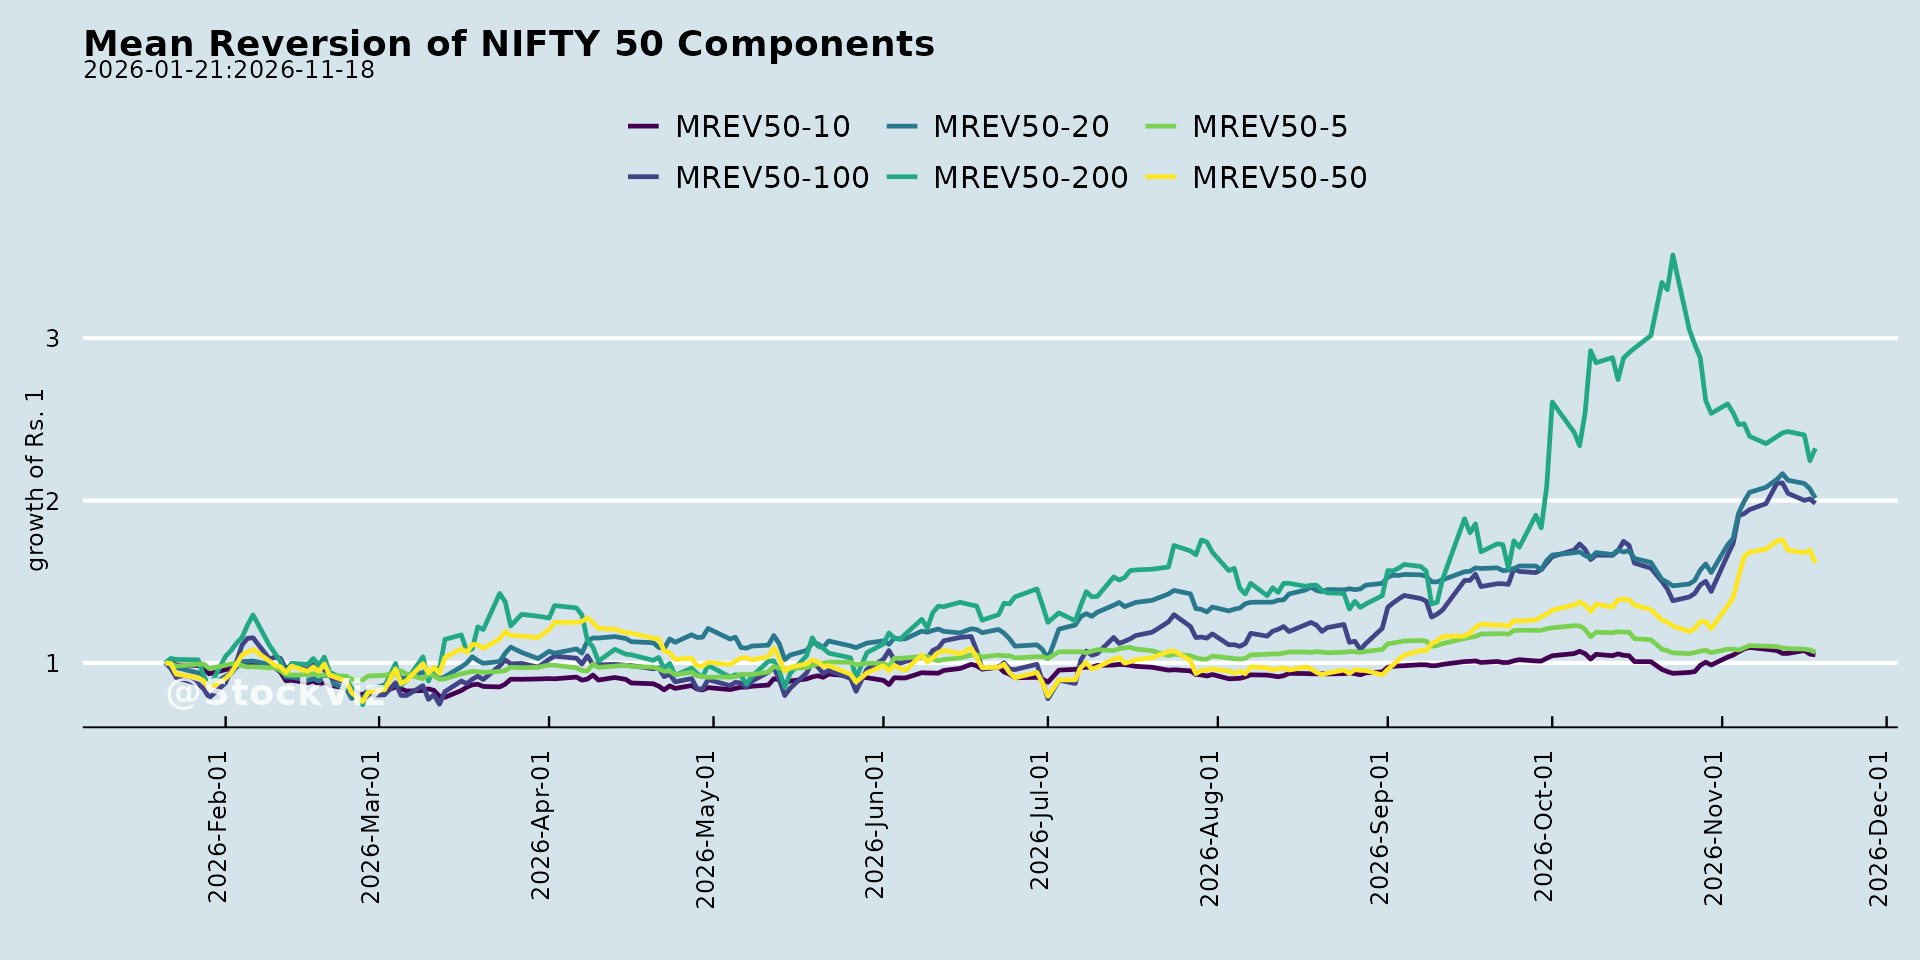 Mean Reversion of NIFTY 50 Components
2026-01-21:2026-11-18
MREV50-10 MREV50-20 MREV50-5
MREV50-100 MREV50-200 MREV50-50
growth of Rs. 1
3
2
1
@StockViz
2026-Feb-01 2026-Mar-01 2026-Apr-01 2026-May-01 2026-Jun-01 2026-Jul-01 2026-Aug-01 2026-Sep-01 2026-Oct-01 2026-Nov-01 2026-Dec-01